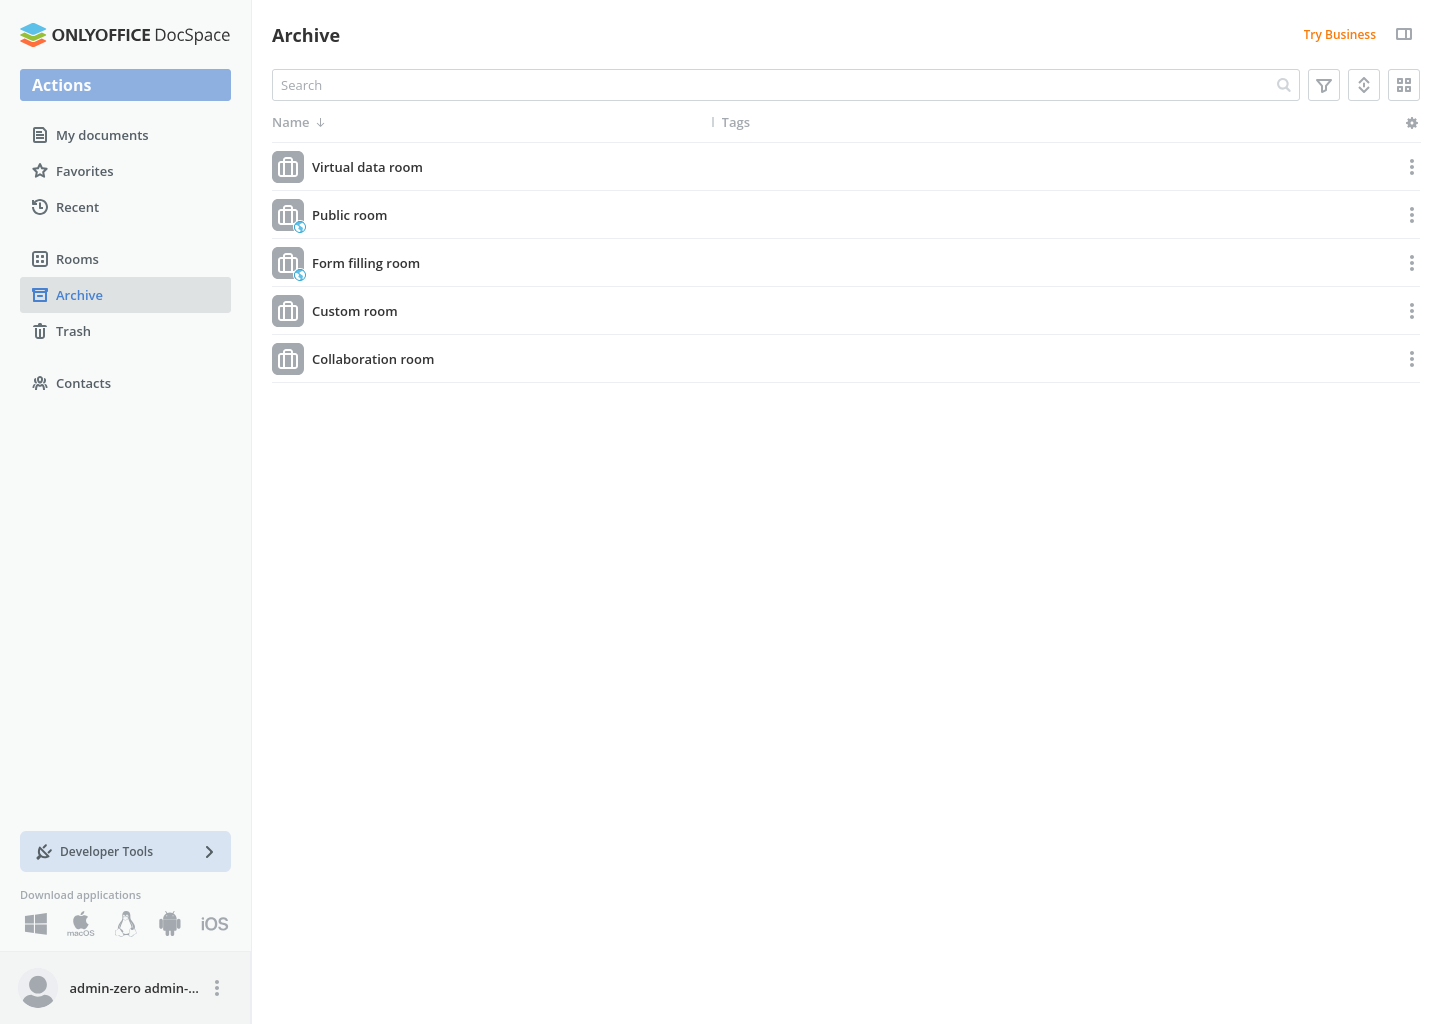 ONLYOFFICE DocSpace
Actions
My documents
Favorites
Recent
Rooms
Archive
Trash
Contacts
Developer Tools
Download applications
macOS
iOS
admin-zero admin-...
Archive
Try Business
Search
Name
Tags
Virtual data room
Public room
Form filling room
Custom room
Collaboration room